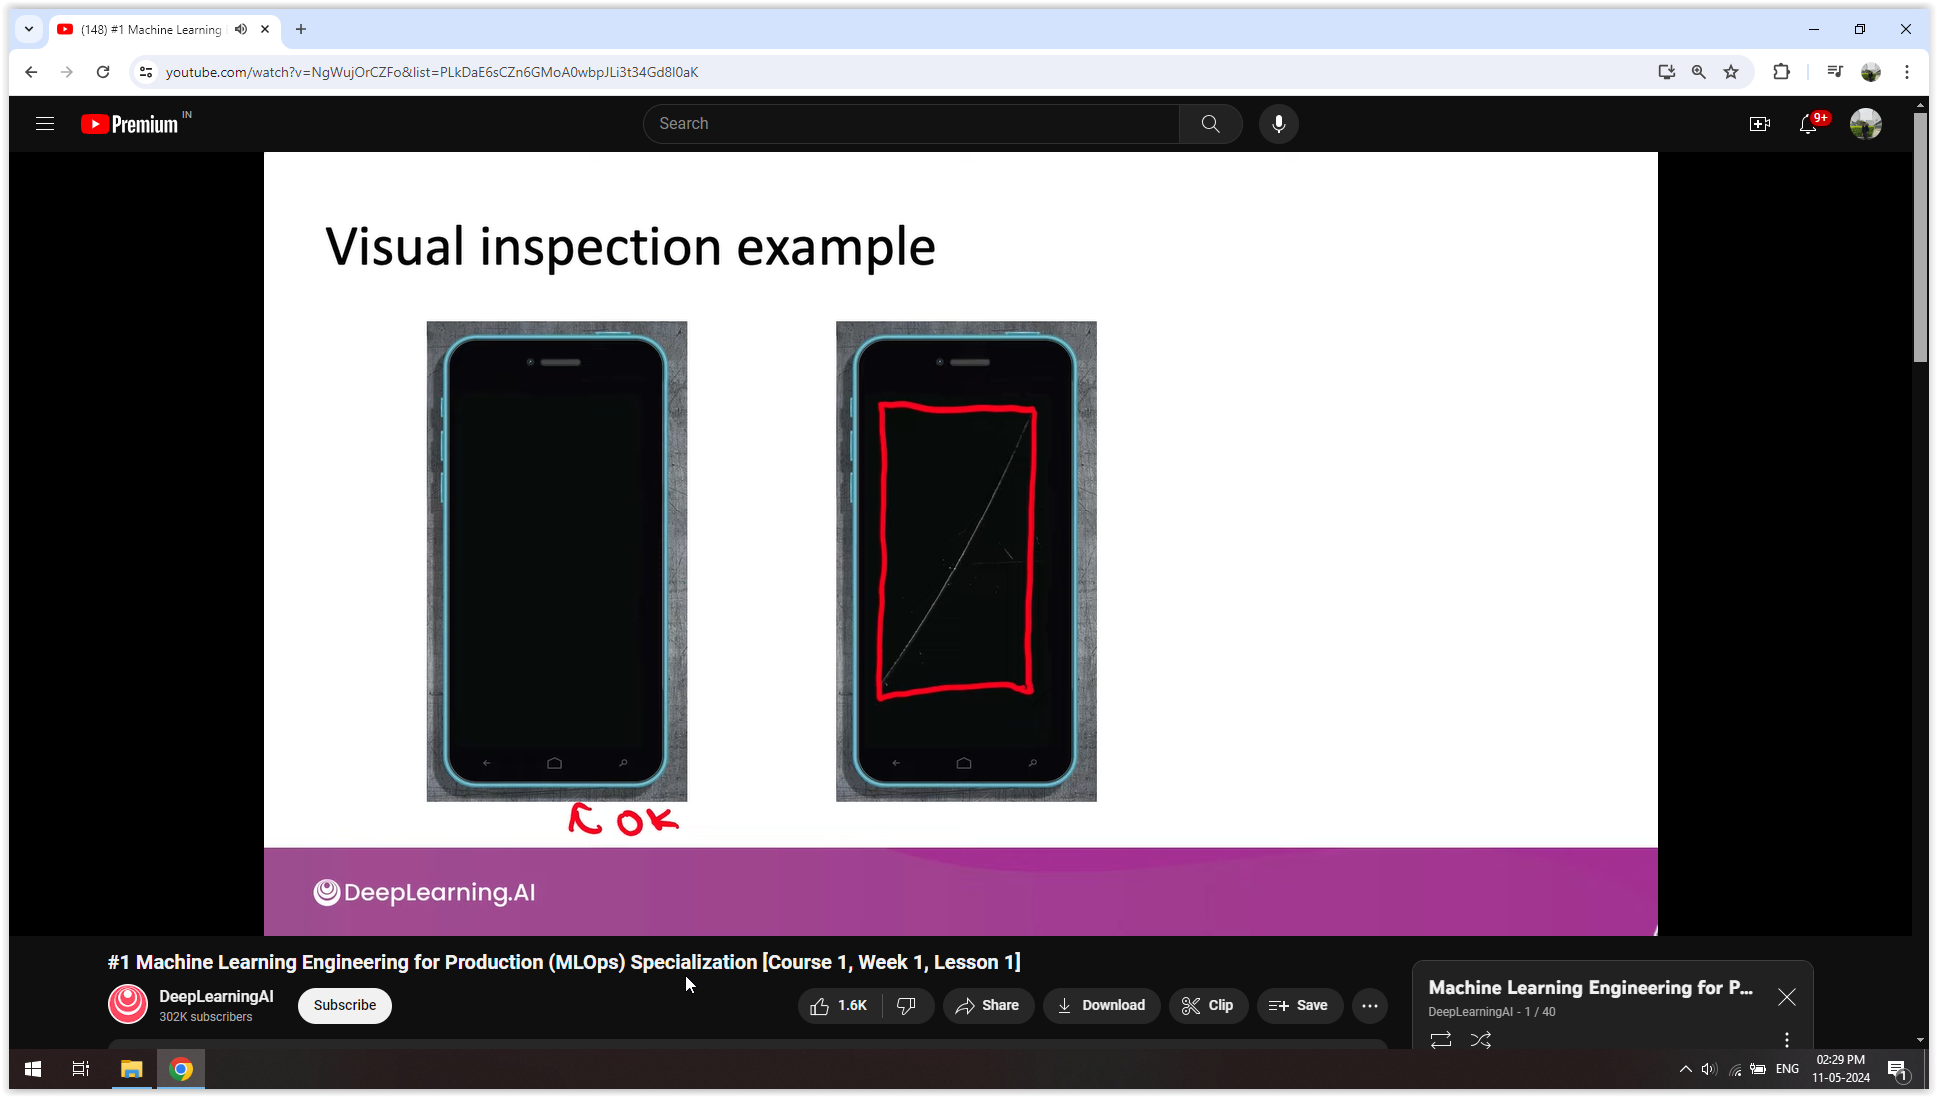 (148) #1 Machine Learning
youtube.com/watch?v=NgWujOrCZFo&list=PLkDaE6sCZn6GMoA0wbpJLi3t34Gd8l0aK
Premium IN
Search
9+
Visual inspection example
OK
DeepLearning.AI
#1 Machine Learning Engineering for Production (MLOps) Specialization [Course 1, Week 1, Lesson 1]
DeepLearningAI
302K subscribers
Subscribe
1.6K
Share
Download
Clip
Save
Machine Learning Engineering for P...
DeepLearningAI - 1 / 40
ENG
02:29 PM
11-05-2024
1